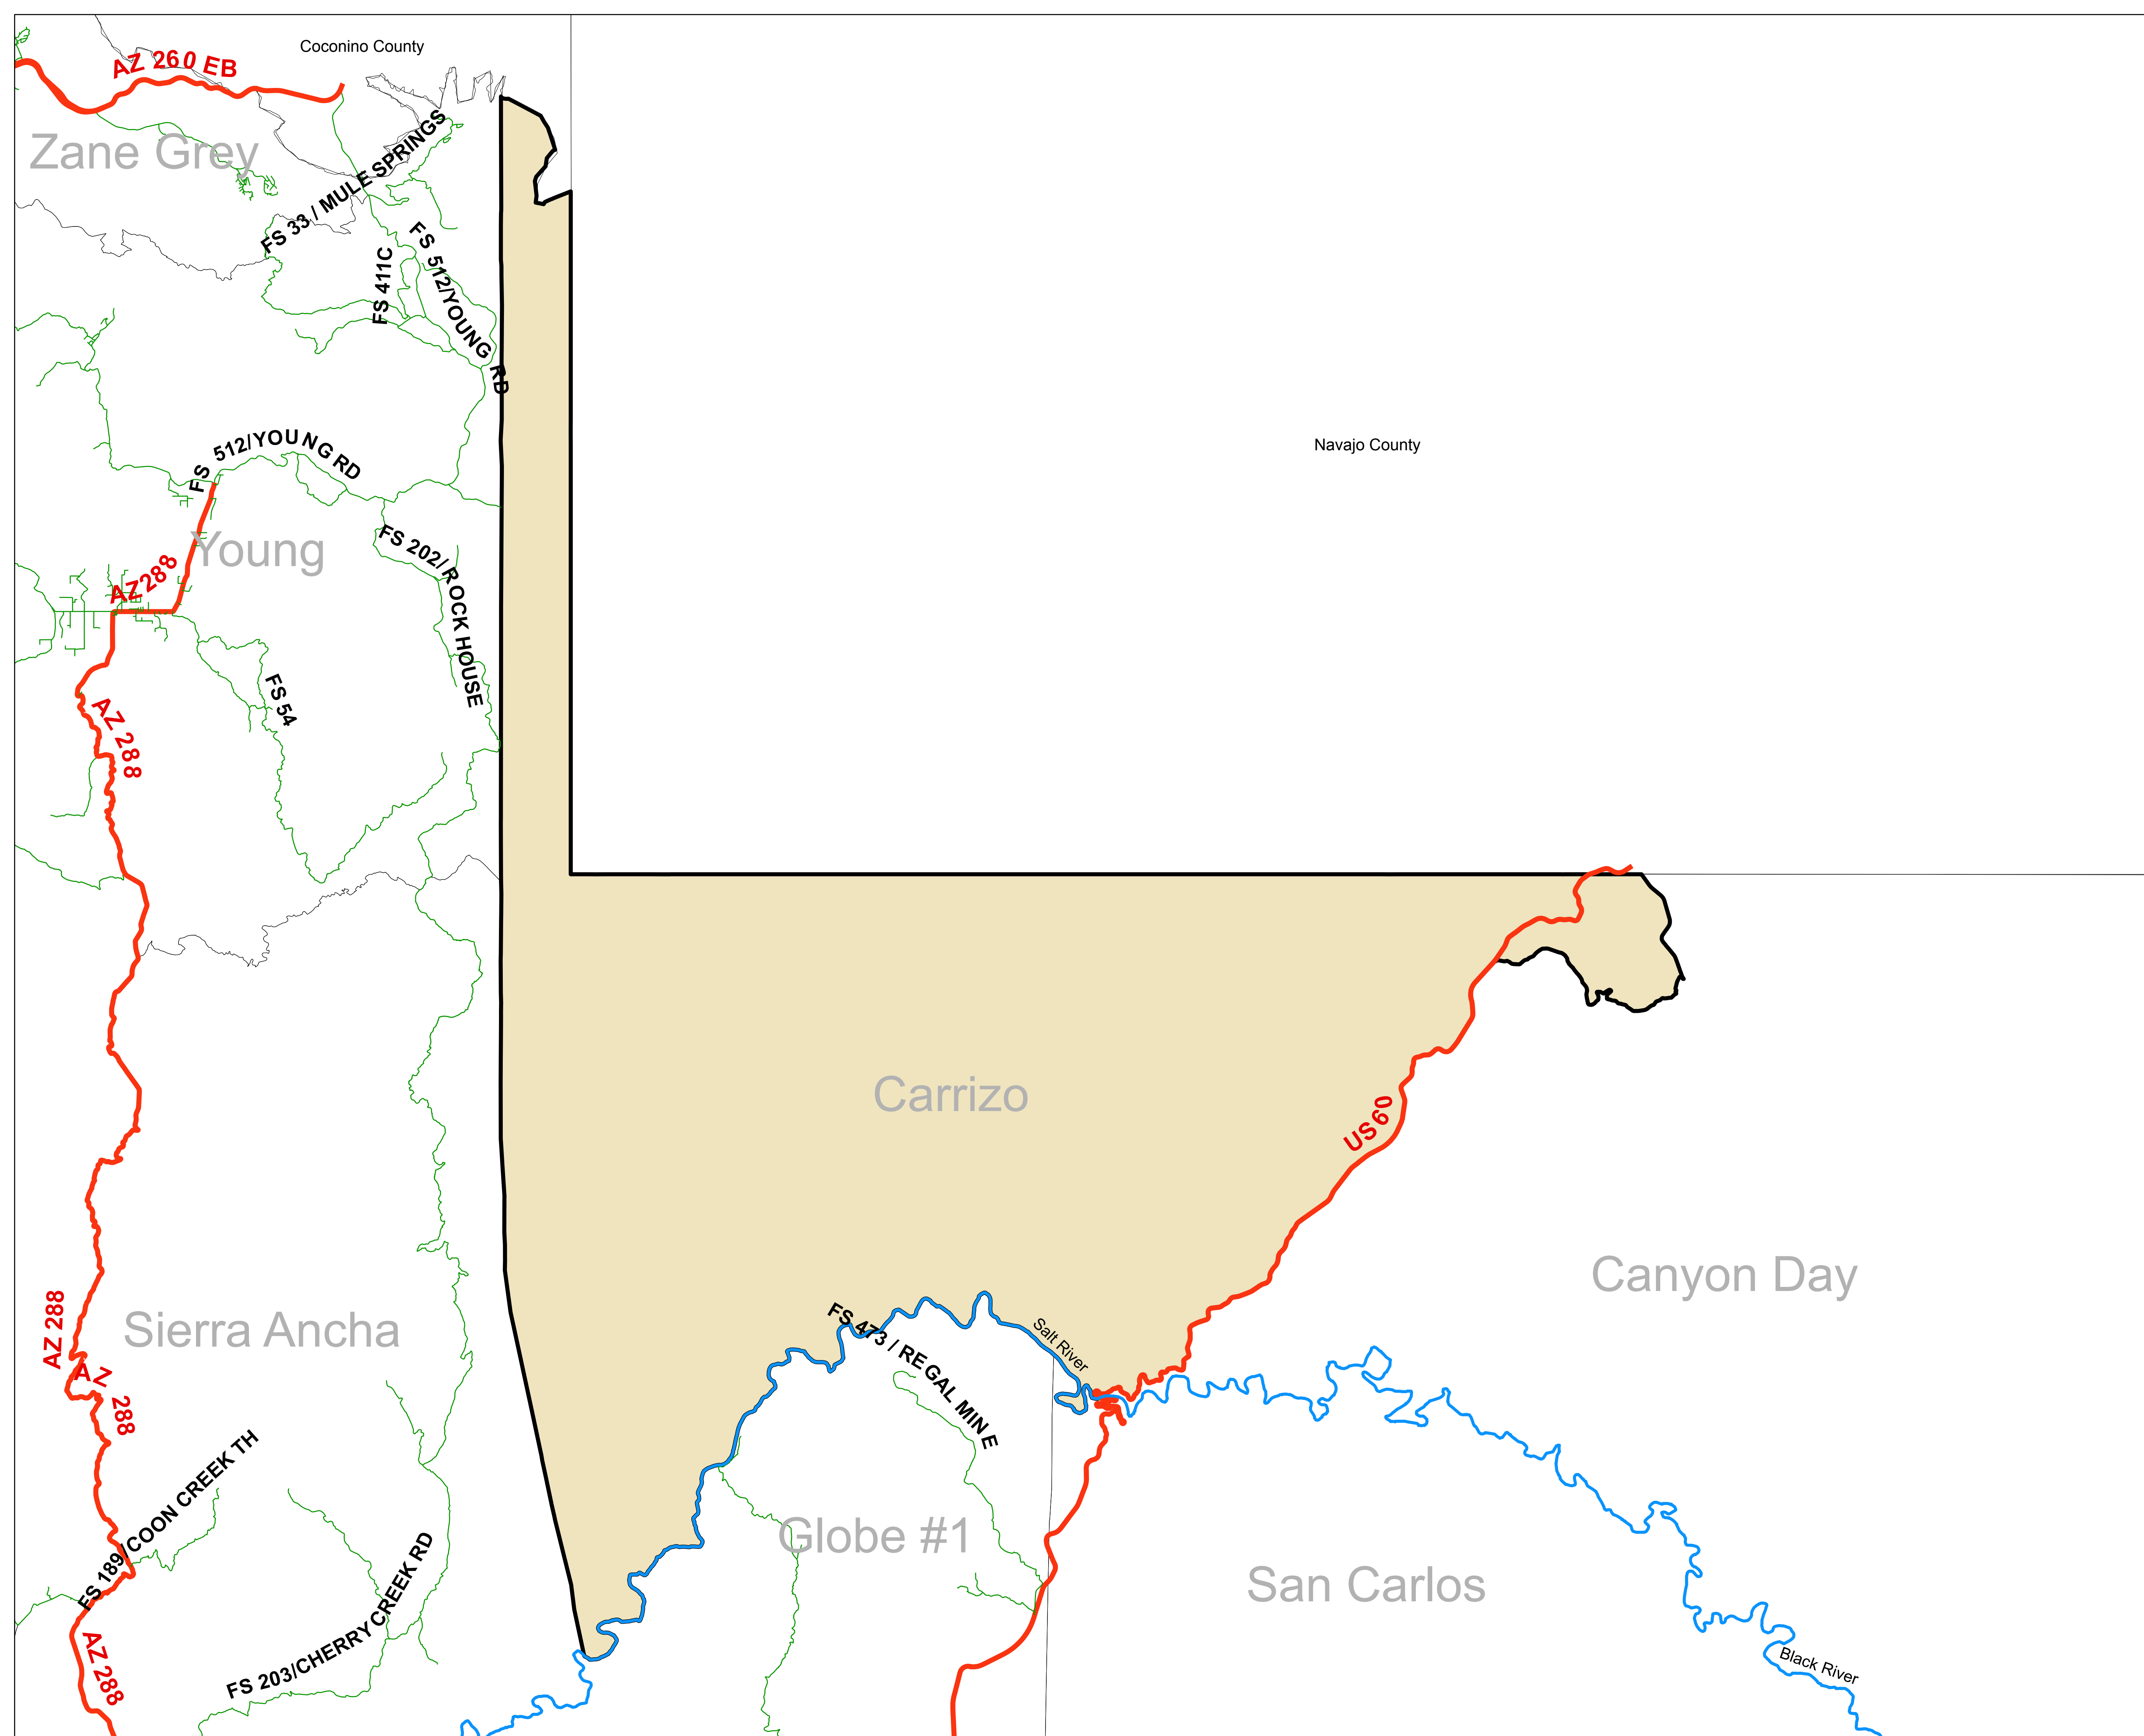 Coconino County
AZ 260 EB
Zane Grey
FS 33 / MULE SPRINGS
FS 411C
FS 512/YOUNG RD
Navajo County
FS 512/YOUNG RD
Young
FS 202/ ROCK HOUSE
AZ288
FS 54
AZ 288
Carrizo
US 60
Canyon Day
AZ 288
Sierra Ancha
FS 473 / REGAL MINE
Salt River
AZ 288
FS 189/ COON CREEK TH
Globe #1
San Carlos
FS 203/CHERRY CREEK RD
AZ 288
Black River